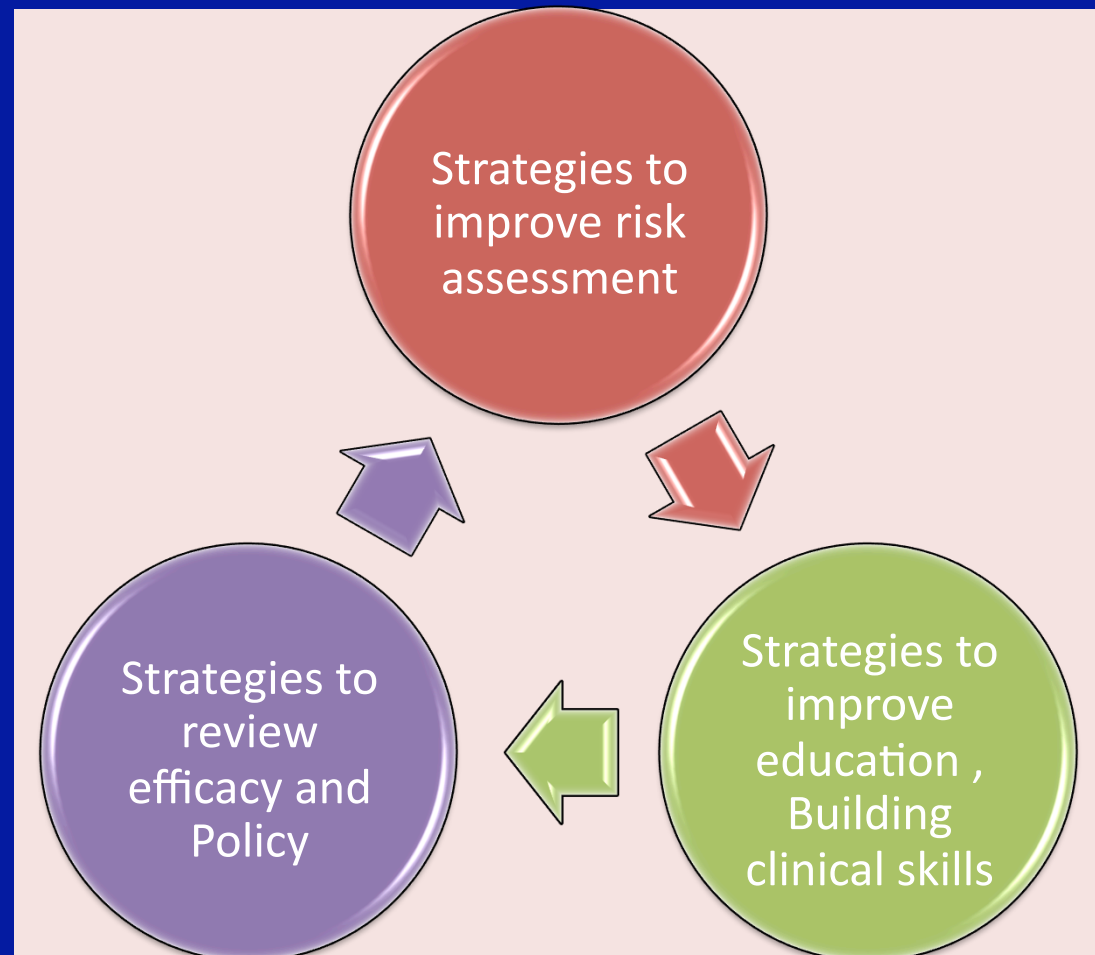 Strategies to
improve risk
assessment
Strategies to
improve
education ,
Building
clinical skills
Strategies to
review
efficacy and
Policy